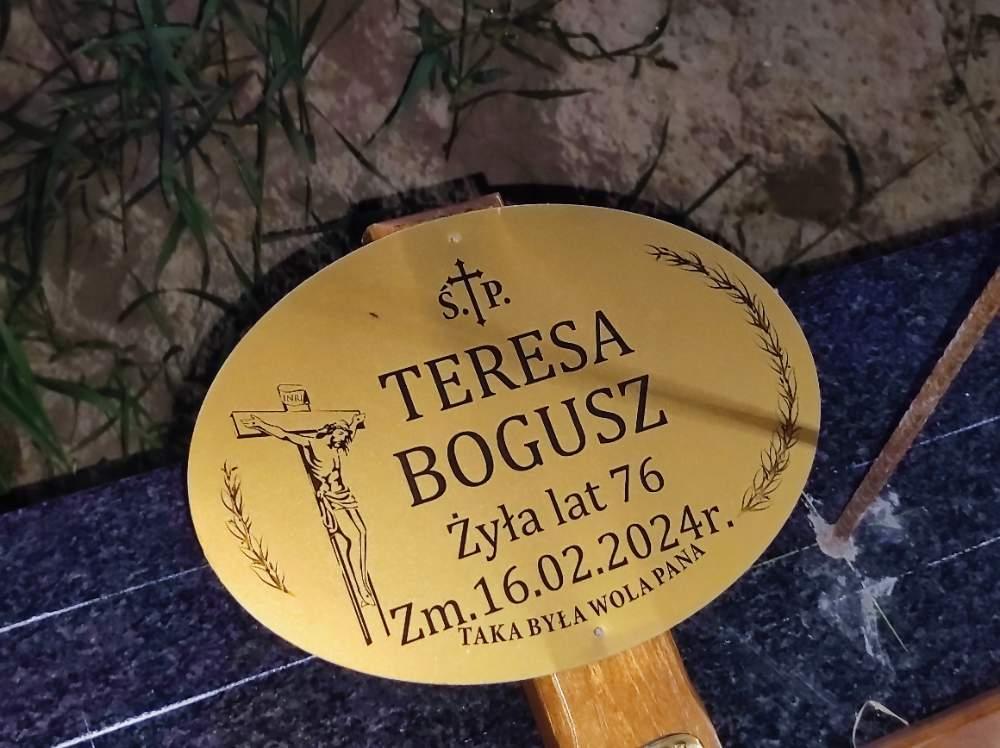 Ś.P.
INRI
TERESA
BOGUSZ
Żyła lat 76
Zm.16.02.2024r.
TAKA BYŁA WOLA PANA